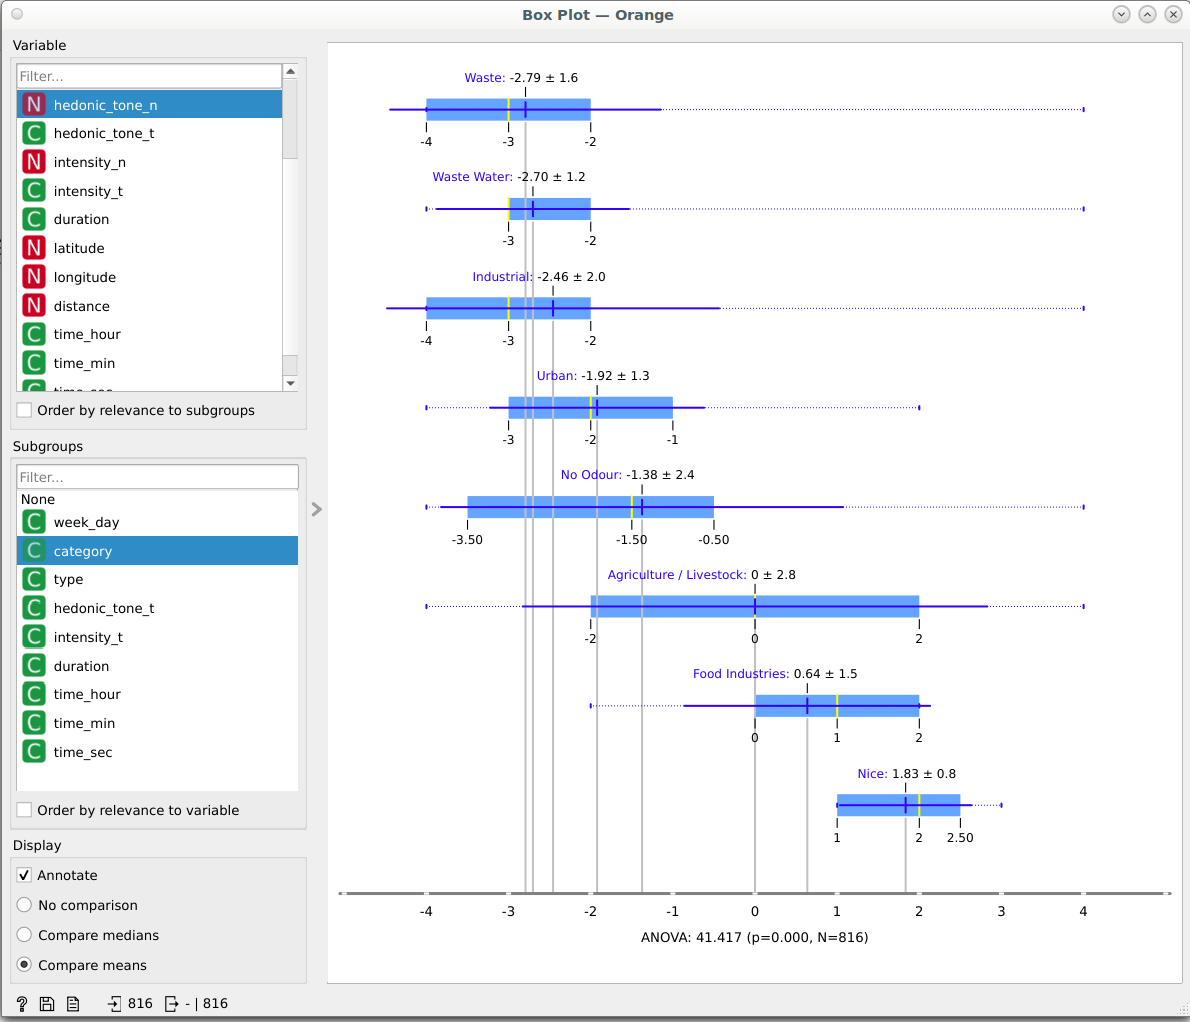 Box Plot — Orange
Variable
Filter...
N hedonic_tone_n
C hedonic_tone_t
N intensity_n
C intensity_t
C duration
N latitude
N longitude
N distance
C time_hour
C time_min
time_sec
Order by relevance to subgroups
Subgroups
Filter...
None
C week_day
C category
C type
C hedonic_tone_t
C intensity_t
C duration
C time_hour
C time_min
C time_sec
Order by relevance to variable
Display
Annotate
No comparison
Compare medians
Compare means
? 816 - | 816
Waste: -2.79 ± 1.6
-4 -3 -2
Waste Water: -2.70 ± 1.2
-3 -2
Industrial: -2.46 ± 2.0
-4 -3 -2
Urban: -1.92 ± 1.3
-3 -2 -1
No Odour: -1.38 ± 2.4
-3.50 -1.50 -0.50
Agriculture / Livestock: 0 ± 2.8
-2 0 2
Food Industries: 0.64 ± 1.5
0 1 2
Nice: 1.83 ± 0.8
1 2 2.50
-4 -3 -2 -1 0 1 2 3 4
ANOVA: 41.417 (p=0.000, N=816)